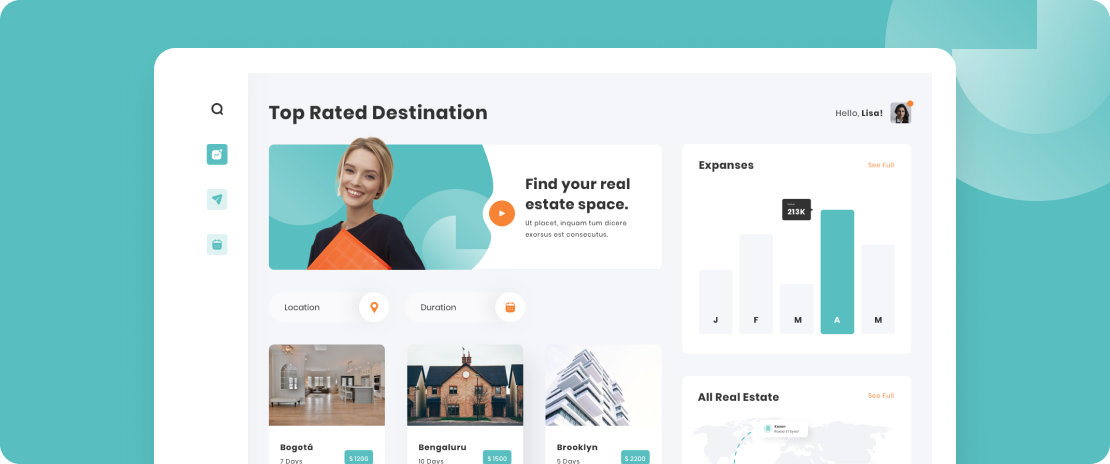 Top Rated Destination
Hello, Lisa!
Find your real
estate space.
Ut placet, inquam tum dicere
exorsus est consecutus.
Expanses
See Full
213K
J F M A M
Location
Duration
Bogotá
7 Days
$ 1200
Bengaluru
10 Days
$ 1500
Brooklyn
5 Days
$ 2200
All Real Estate
See Full